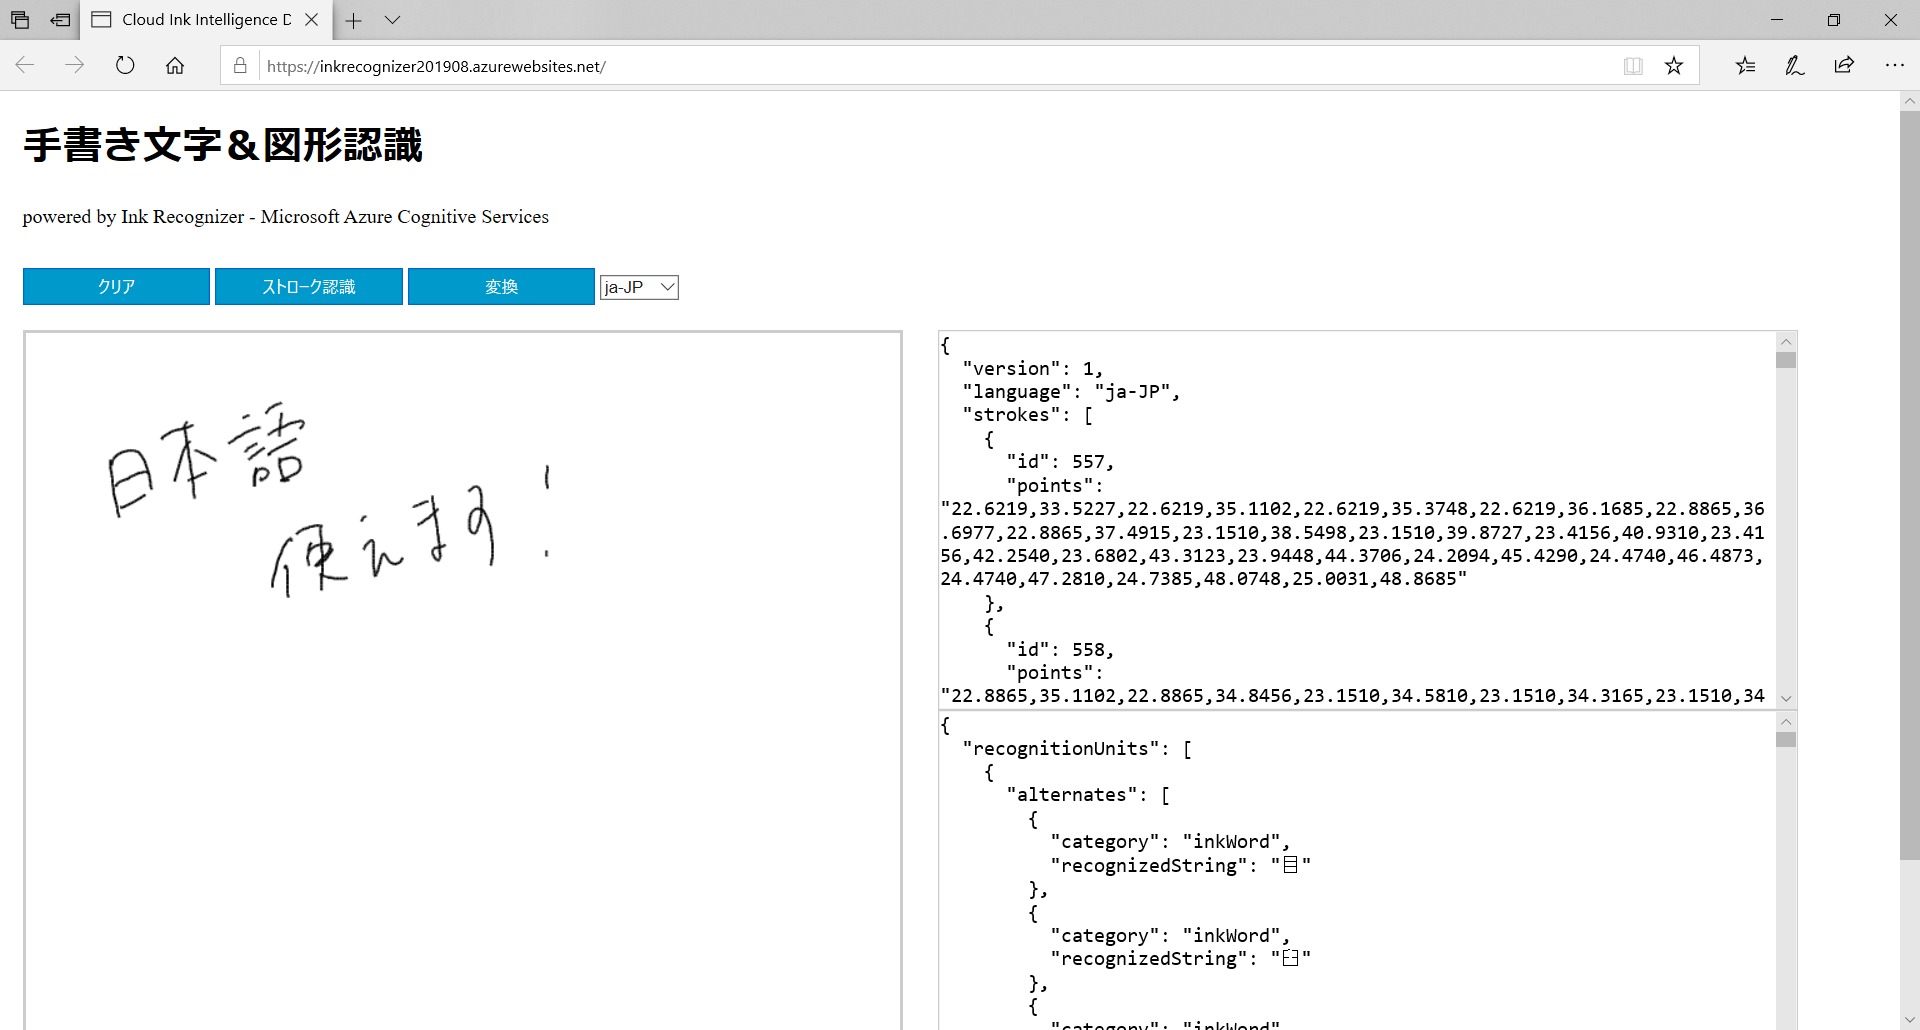 Cloud Ink Intelligence D
https://inkrecognizer201908.azurewebsites.net/
手書き文字＆図形認識
powered by Ink Recognizer - Microsoft Azure Cognitive Services
クリア ストローク認識 変換 ja-JP
日本語
使えます!
{
"version": 1,
"language": "ja-JP",
"strokes": [
{
"id": 557,
"points":
"22.6219,33.5227,22.6219,35.1102,22.6219,35.3748,22.6219,36.1685,22.8865,36
.6977,22.8865,37.4915,23.1510,38.5498,23.1510,39.8727,23.4156,40.9310,23.41
56,42.2540,23.6802,43.3123,23.9448,44.3706,24.2094,45.4290,24.4740,46.4873,
24.4740,47.2810,24.7385,48.0748,25.0031,48.8685"
},
{
"id": 558,
"points":
"22.8865,35.1102,22.8865,34.8456,23.1510,34.5810,23.1510,34.3165,23.1510,34
{
"recognitionUnits": [
{
"alternates": [
{
"category": "inkWord",
"recognizedString": "目"
},
{
"category": "inkWord",
"recognizedString": ""
},
{
"category": "inkWord"